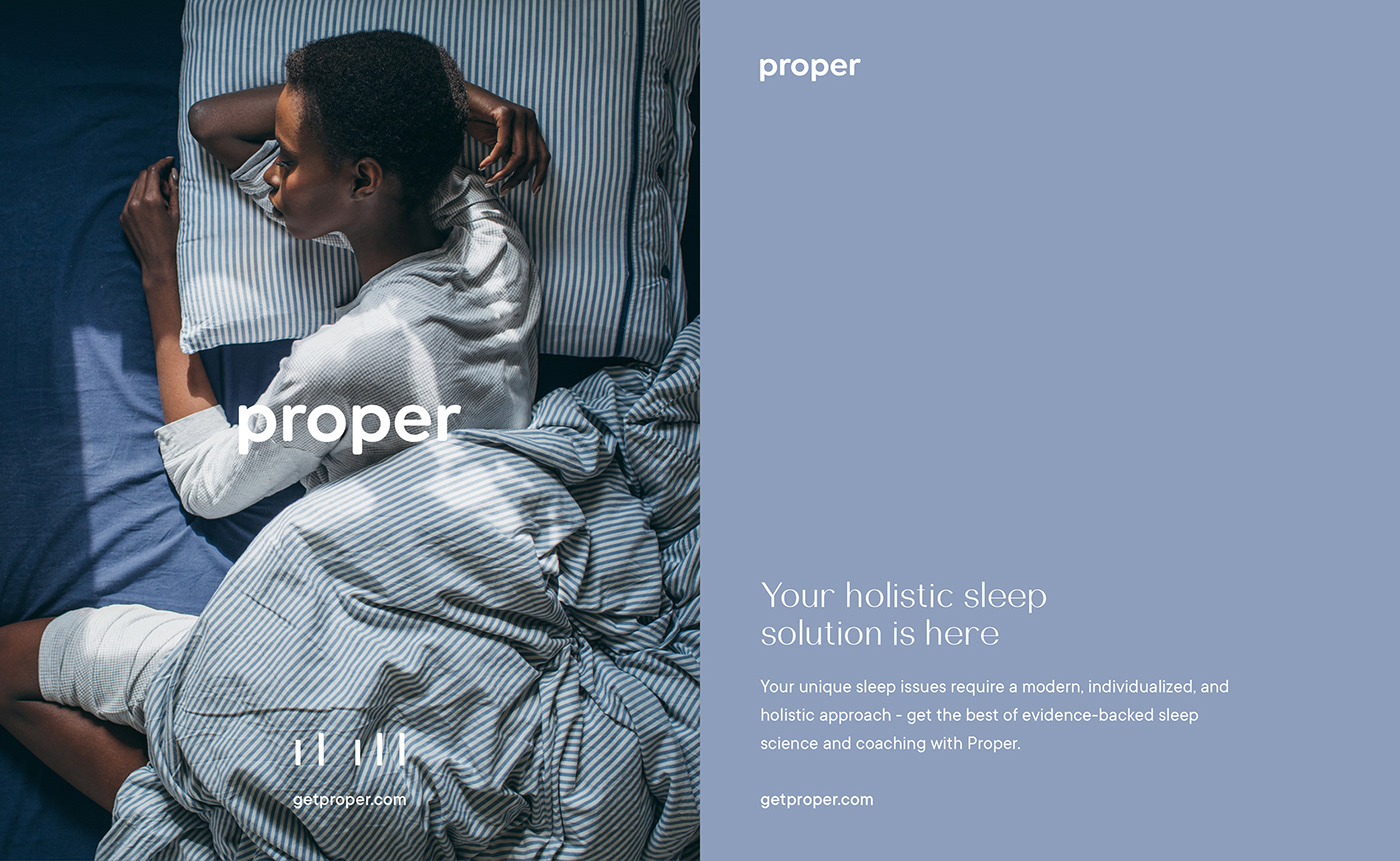 proper
getproper.com
proper
Your holistic sleep
solution is here
Your unique sleep issues require a modern, individualized, and
holistic approach - get the best of evidence-backed sleep
science and coaching with Proper.
getproper.com